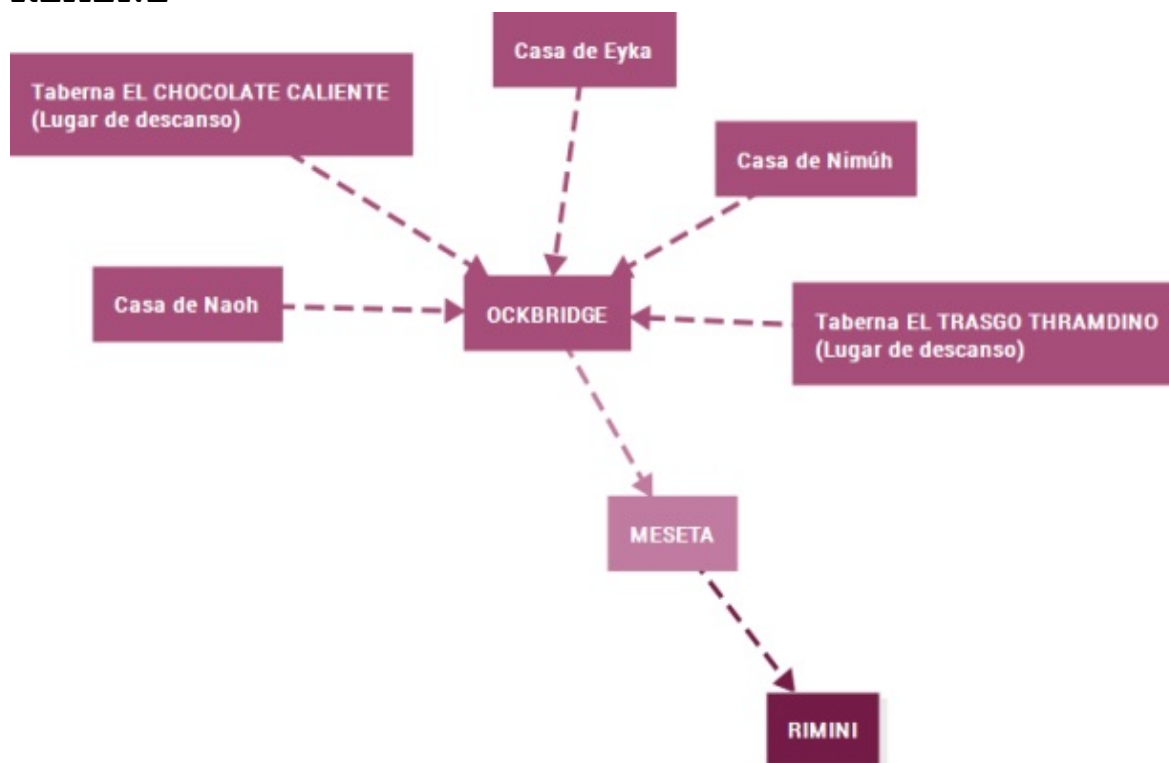 Casa de Eyka
Taberna EL CHOCOLATE CALIENTE
(Lugar de descanso)
Casa de Nimúh
Casa de Naoh
OCKBRIDGE
Taberna EL TRASGO THRAMDINO
(Lugar de descanso)
MESETA
RIMINI